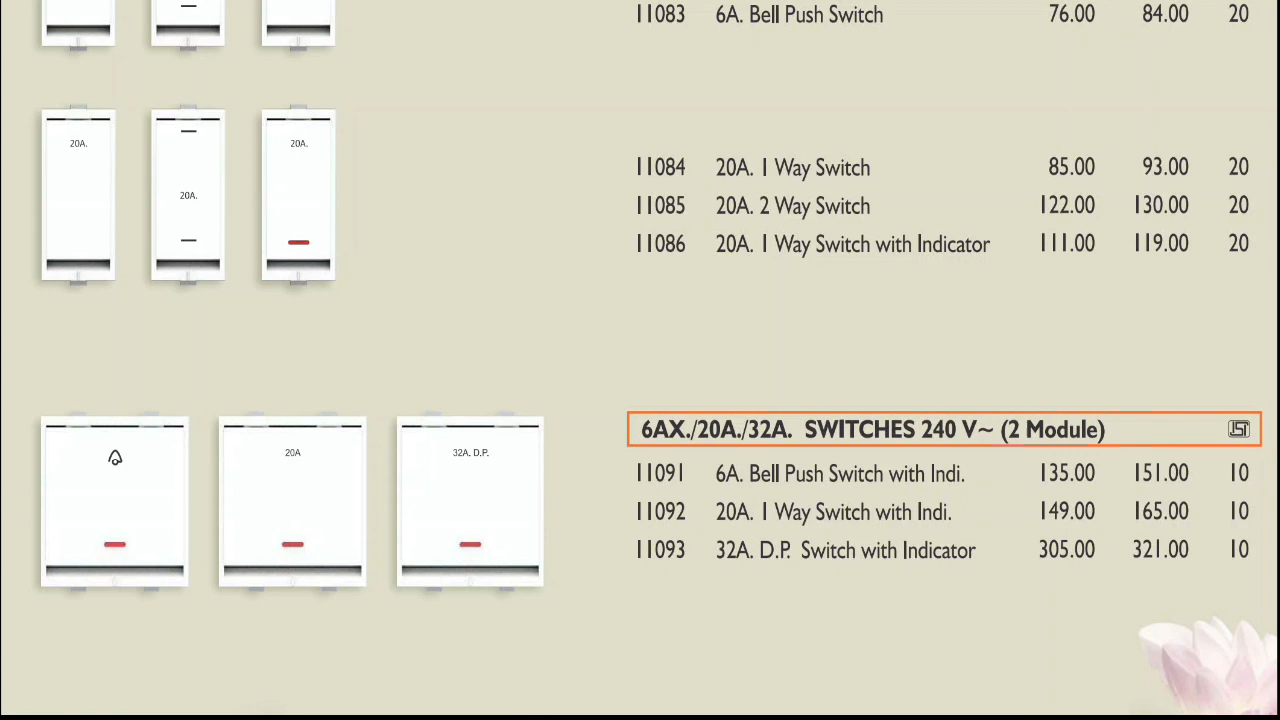 11083 6A. Bell Push Switch 76.00 84.00 20
20A.
20A.
20A.
11084 20A. 1 Way Switch 85.00 93.00 20
11085 20A. 2 Way Switch 122.00 130.00 20
11086 20A. 1 Way Switch with Indicator 111.00 119.00 20
6AX./20A./32A. SWITCHES 240 V~ (2 Module)
20A
32A. D.P.
11091 6A. Bell Push Switch with Indi. 135.00 151.00 10
11092 20A. 1 Way Switch with Indi. 149.00 165.00 10
11093 32A. D.P. Switch with Indicator 305.00 321.00 10